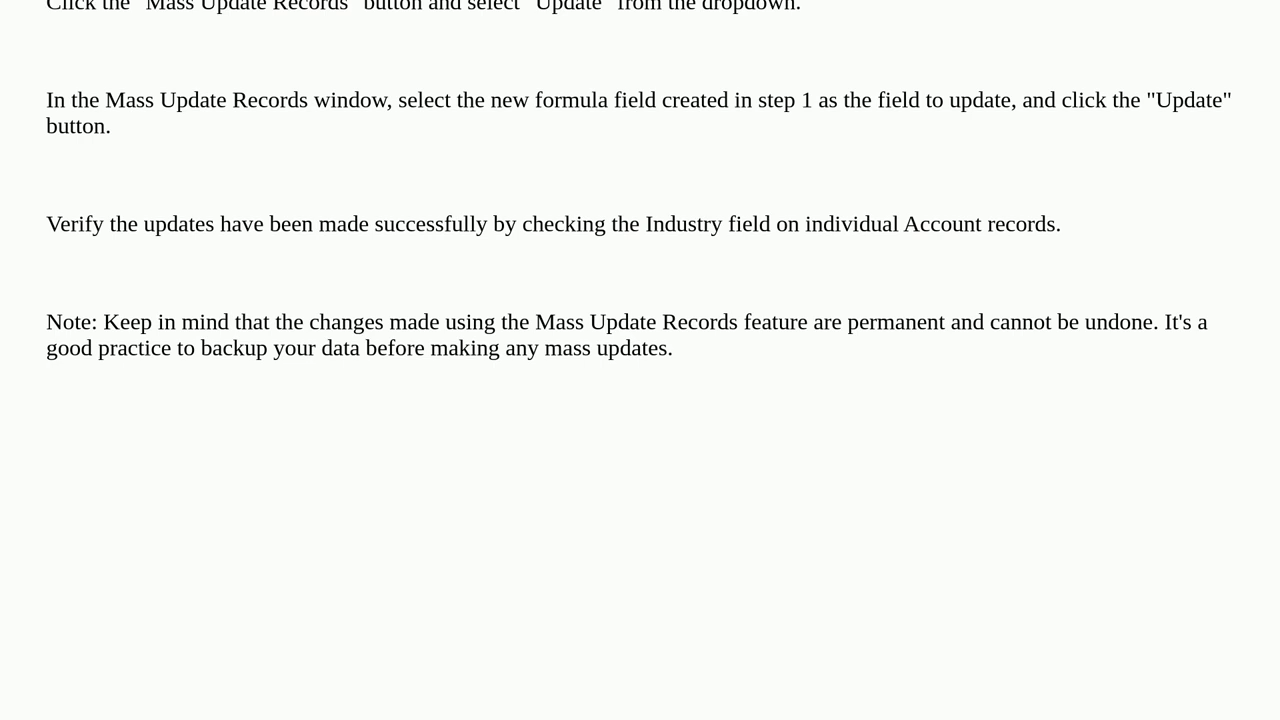 Click the "Mass Update Records" button and select "Update" from the dropdown.
In the Mass Update Records window, select the new formula field created in step 1 as the field to update, and click the "Update"
button.
Verify the updates have been made successfully by checking the Industry field on individual Account records.
Note: Keep in mind that the changes made using the Mass Update Records feature are permanent and cannot be undone. It's a
good practice to backup your data before making any mass updates.